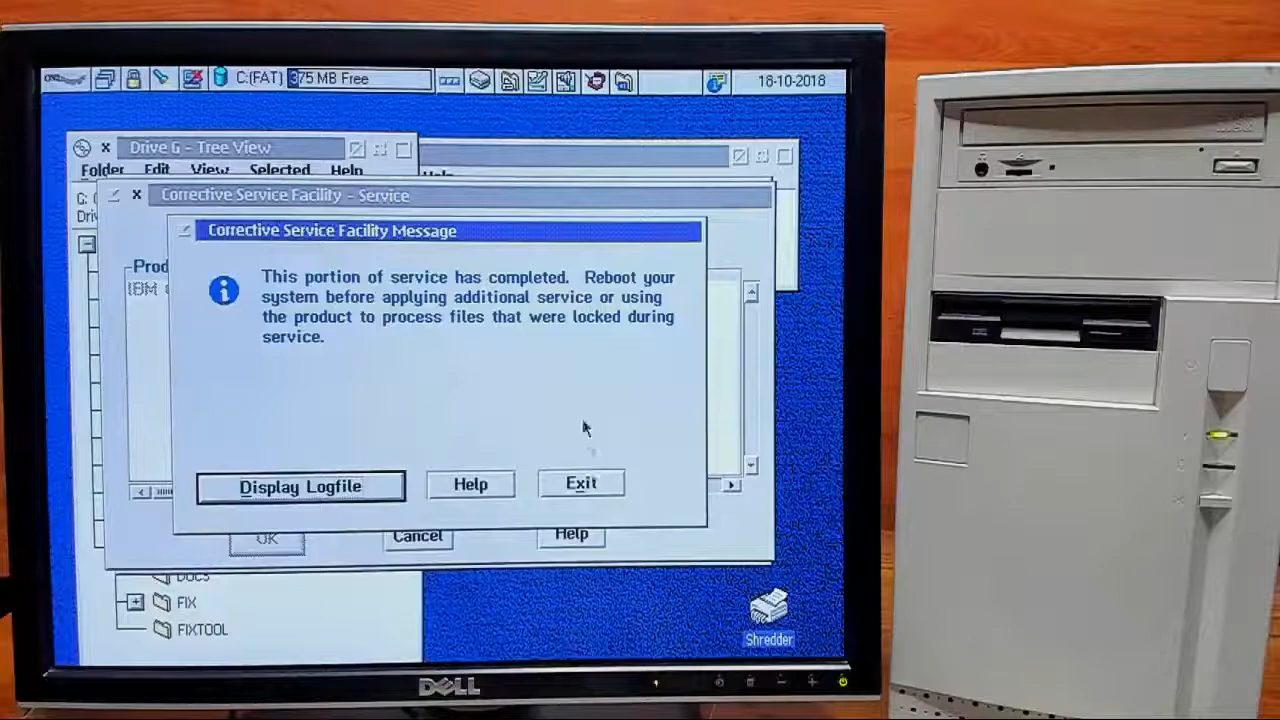 C:(FAT) 375 MB Free
18-10-2018
Drive G - Tree View
Folder Edit View Selected Help
Help
G:
Corrective Service Facility - Service
Corrective Service Facility Message
This portion of service has completed. Reboot your
system before applying additional service or using
the product to process files that were locked during
service.
Display Logfile Help Exit
OK Cancel Help
DOCS
FIX
FIXTOOL
Shredder
DELL